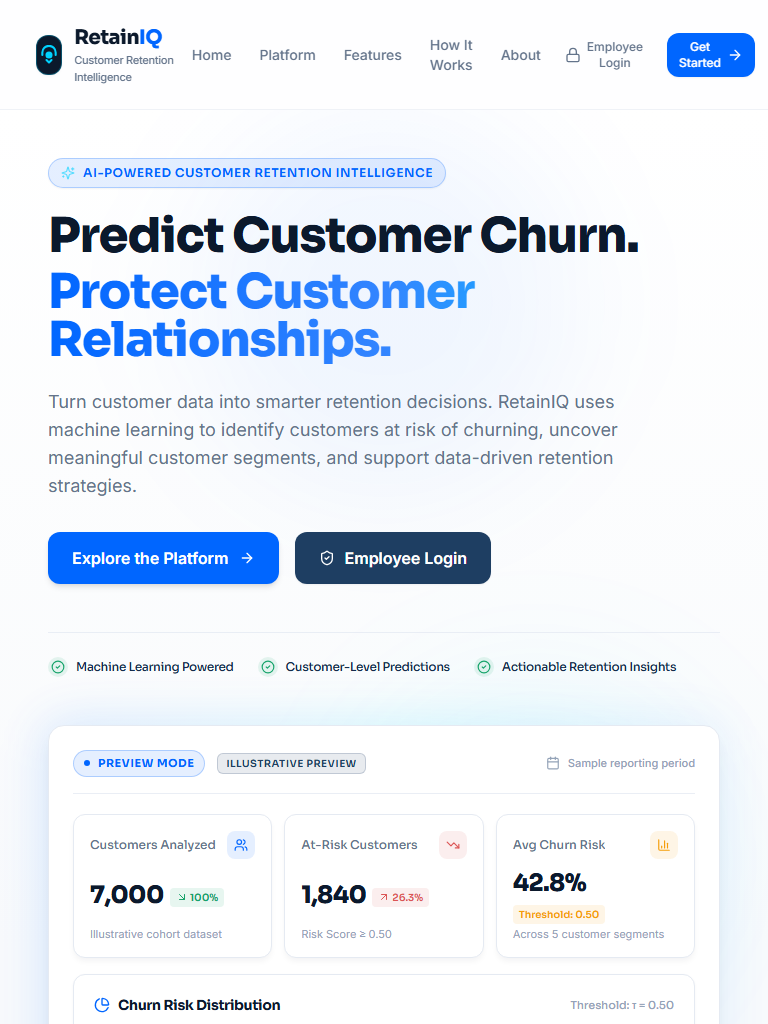 RetainIQ
Customer Retention
Intelligence
Home
Platform
Features
How It
Works
About
Employee
Login
Get
Started
AI-POWERED CUSTOMER RETENTION INTELLIGENCE
Predict Customer Churn.
Protect Customer
Relationships.
Turn customer data into smarter retention decisions. RetainIQ uses
machine learning to identify customers at risk of churning, uncover
meaningful customer segments, and support data-driven retention
strategies.
Explore the Platform
Employee Login
Machine Learning Powered
Customer-Level Predictions
Actionable Retention Insights
PREVIEW MODE
ILLUSTRATIVE PREVIEW
Sample reporting period
Customers Analyzed
7,000
100%
Illustrative cohort dataset
At-Risk Customers
1,840
26.3%
Risk Score ≥ 0.50
Avg Churn Risk
42.8%
Threshold: 0.50
Across 5 customer segments
Churn Risk Distribution
Threshold: τ = 0.50